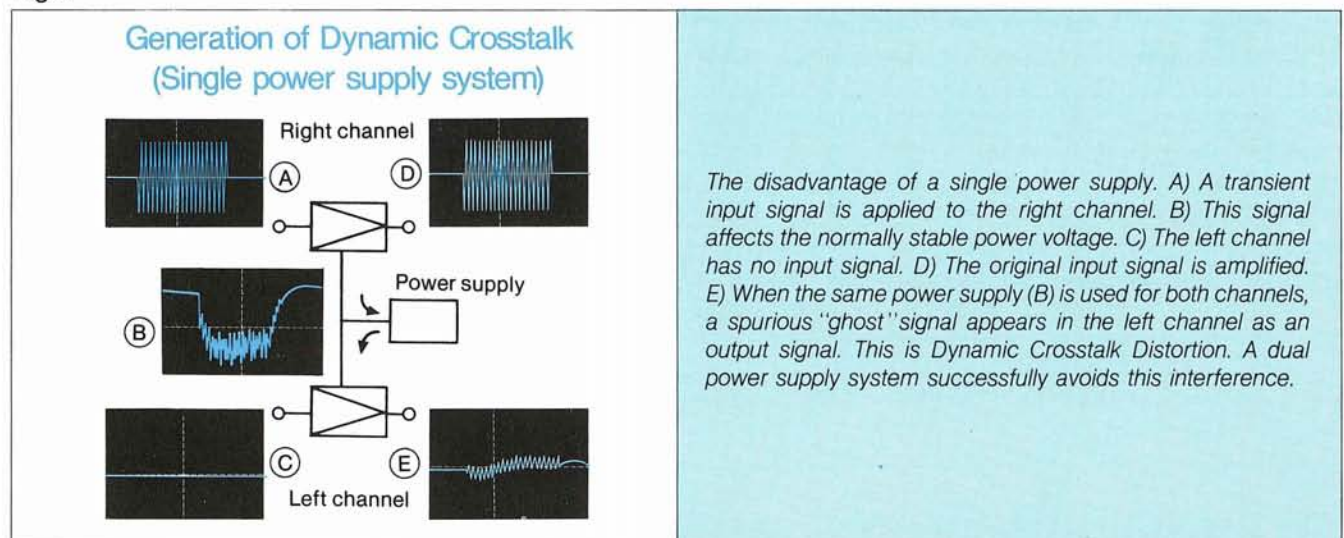 Generation of Dynamic Crosstalk
(Single power supply system)
Right channel
A
D
Power supply
B
C
E
Left channel
The disadvantage of a single power supply. A) A transient
input signal is applied to the right channel. B) This signal
affects the normally stable power voltage. C) The left channel
has no input signal. D) The original input signal is amplified.
E) When the same power supply (B) is used for both channels,
a spurious "ghost" signal appears in the left channel as an
output signal. This is Dynamic Crosstalk Distortion. A dual
power supply system successfully avoids this interference.